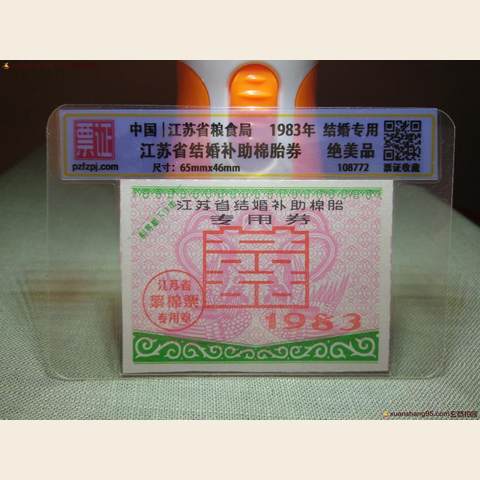 票证
pzlzpj.com
中国|江苏省粮食局 1983年 结婚专用
江苏省结婚补助棉胎券 绝美品
尺寸:65mmx46mm 108772 票证收藏
江苏省结婚补助棉胎
专用券
江苏省
絮棉票
专用章
1983
xuanshang95.com